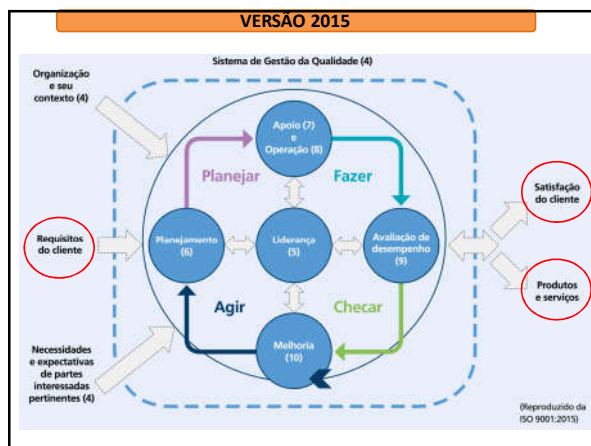 VERSÃO 2015
Sistema de Gestão da Qualidade (4)
Organização
e seu
contexto (4)
Apoio (7)
e
Operação (8)
Planejar
Fazer
Satisfação
do cliente
Requisitos
do cliente
Planejamento
(6)
Liderança
(5)
Avaliação de
desempenho
(9)
Agir
Checar
Produtos
e serviços
Melhoria
(10)
Necessidades
e expectativas
de partes
interessadas
pertinentes (4)
(Reproduzido da
ISO 9001:2015)